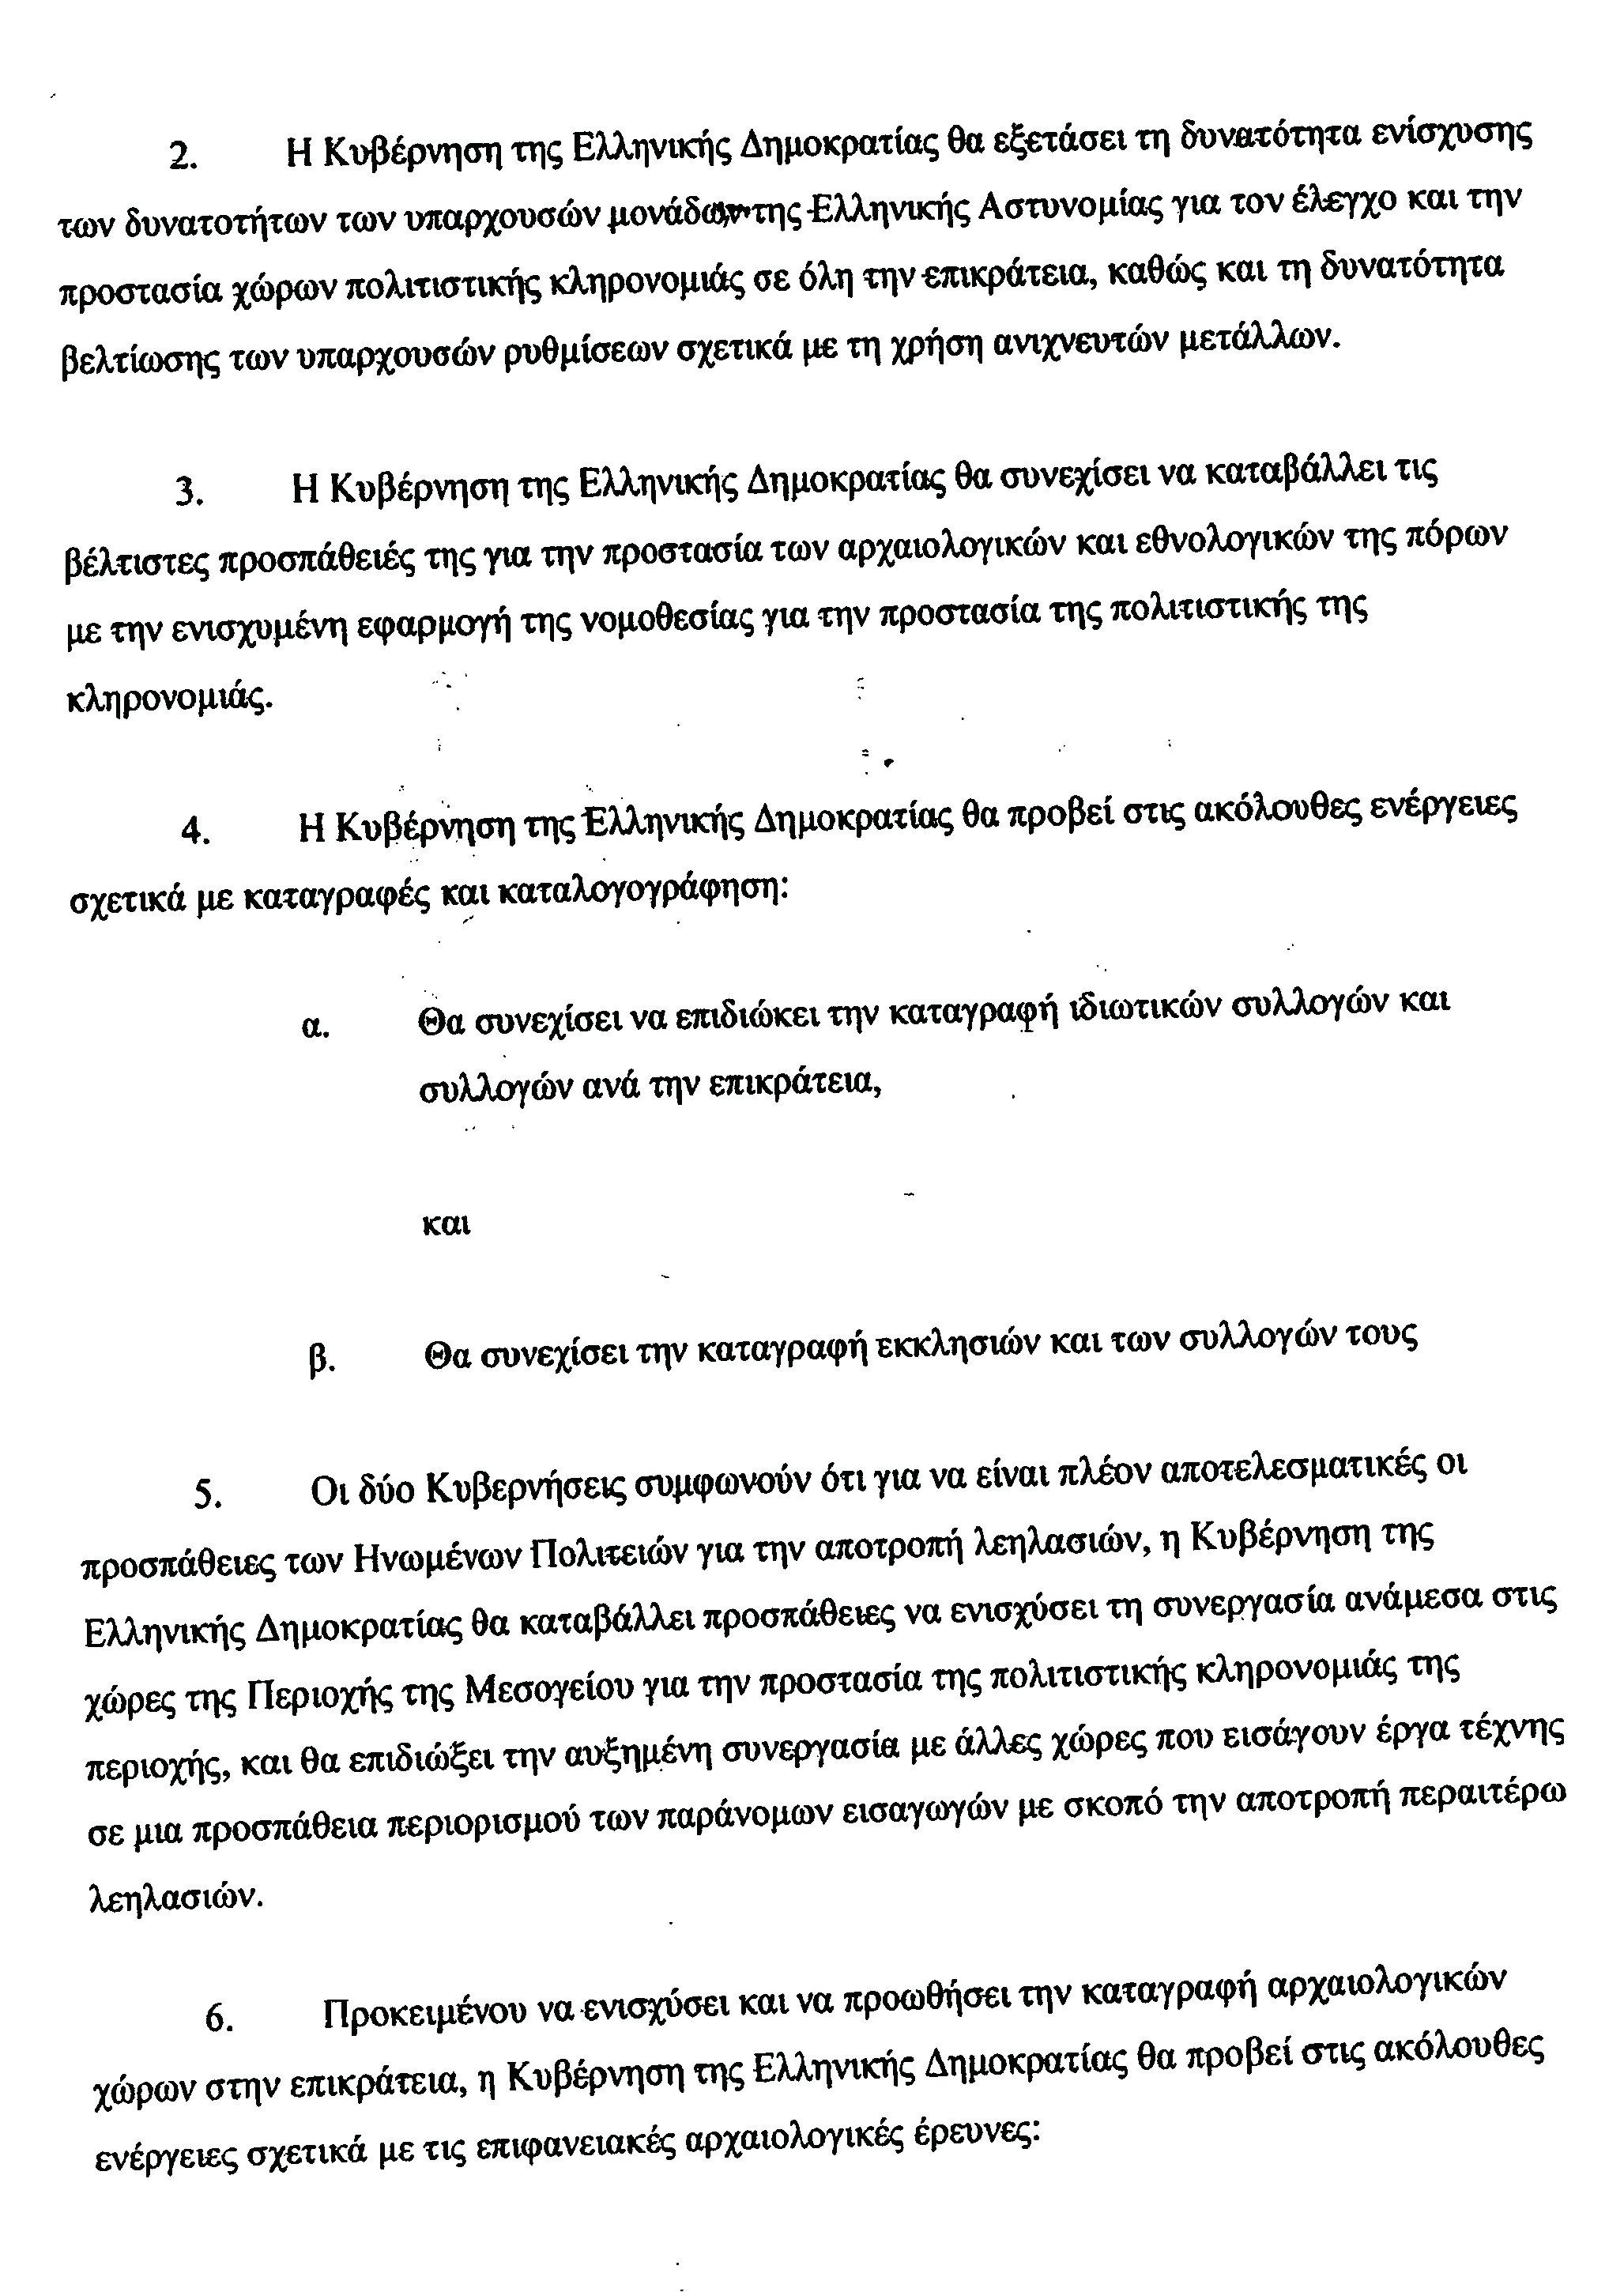 2. Η Κυβέρνηση της Ελληνικής Δημοκρατίας θα εξετάσει τη δυνατότητα ενίσχυσης
των δυνατοτήτων των υπαρχουσών μονάδων της Ελληνικής Αστυνομίας για τον έλεγχο και την
προστασία χώρων πολιτιστικής κληρονομιάς σε όλη την επικράτεια, καθώς και τη δυνατότητα
βελτίωσης των υπαρχουσών ρυθμίσεων σχετικά με τη χρήση ανιχνευτών μετάλλων.
3. Η Κυβέρνηση της Ελληνικής Δημοκρατίας θα συνεχίσει να καταβάλλει τις
βέλτιστες προσπάθειές της για την προστασία των αρχαιολογικών και εθνολογικών της πόρων
με την ενισχυμένη εφαρμογή της νομοθεσίας για την προστασία της πολιτιστικής της
κληρονομιάς.
4. Η Κυβέρνηση της Ελληνικής Δημοκρατίας θα προβεί στις ακόλουθες ενέργειες
σχετικά με καταγραφές και καταλογογράφηση:
α. Θα συνεχίσει να επιδιώκει την καταγραφή ιδιωτικών συλλογών και
συλλογών ανά την επικράτεια,
και
β. Θα συνεχίσει την καταγραφή εκκλησιών και των συλλογών τους
5. Οι δύο Κυβερνήσεις συμφωνούν ότι για να είναι πλέον αποτελεσματικές οι
προσπάθειες των Ηνωμένων Πολιτειών για την αποτροπή λεηλασιών, η Κυβέρνηση της
Ελληνικής Δημοκρατίας θα καταβάλλει προσπάθειες να ενισχύσει τη συνεργασία ανάμεσα στις
χώρες της Περιοχής της Μεσογείου για την προστασία της πολιτιστικής κληρονομιάς της
περιοχής, και θα επιδιώξει την αυξημένη συνεργασία με άλλες χώρες που εισάγουν έργα τέχνης
σε μια προσπάθεια περιορισμού των παράνομων εισαγωγών με σκοπό την αποτροπή περαιτέρω
λεηλασιών.
6. Προκειμένου να ενισχύσει και να προωθήσει την καταγραφή αρχαιολογικών
χώρων στην επικράτεια, η Κυβέρνηση της Ελληνικής Δημοκρατίας θα προβεί στις ακόλουθες
ενέργειες σχετικά με τις επιφανειακές αρχαιολογικές έρευνες: